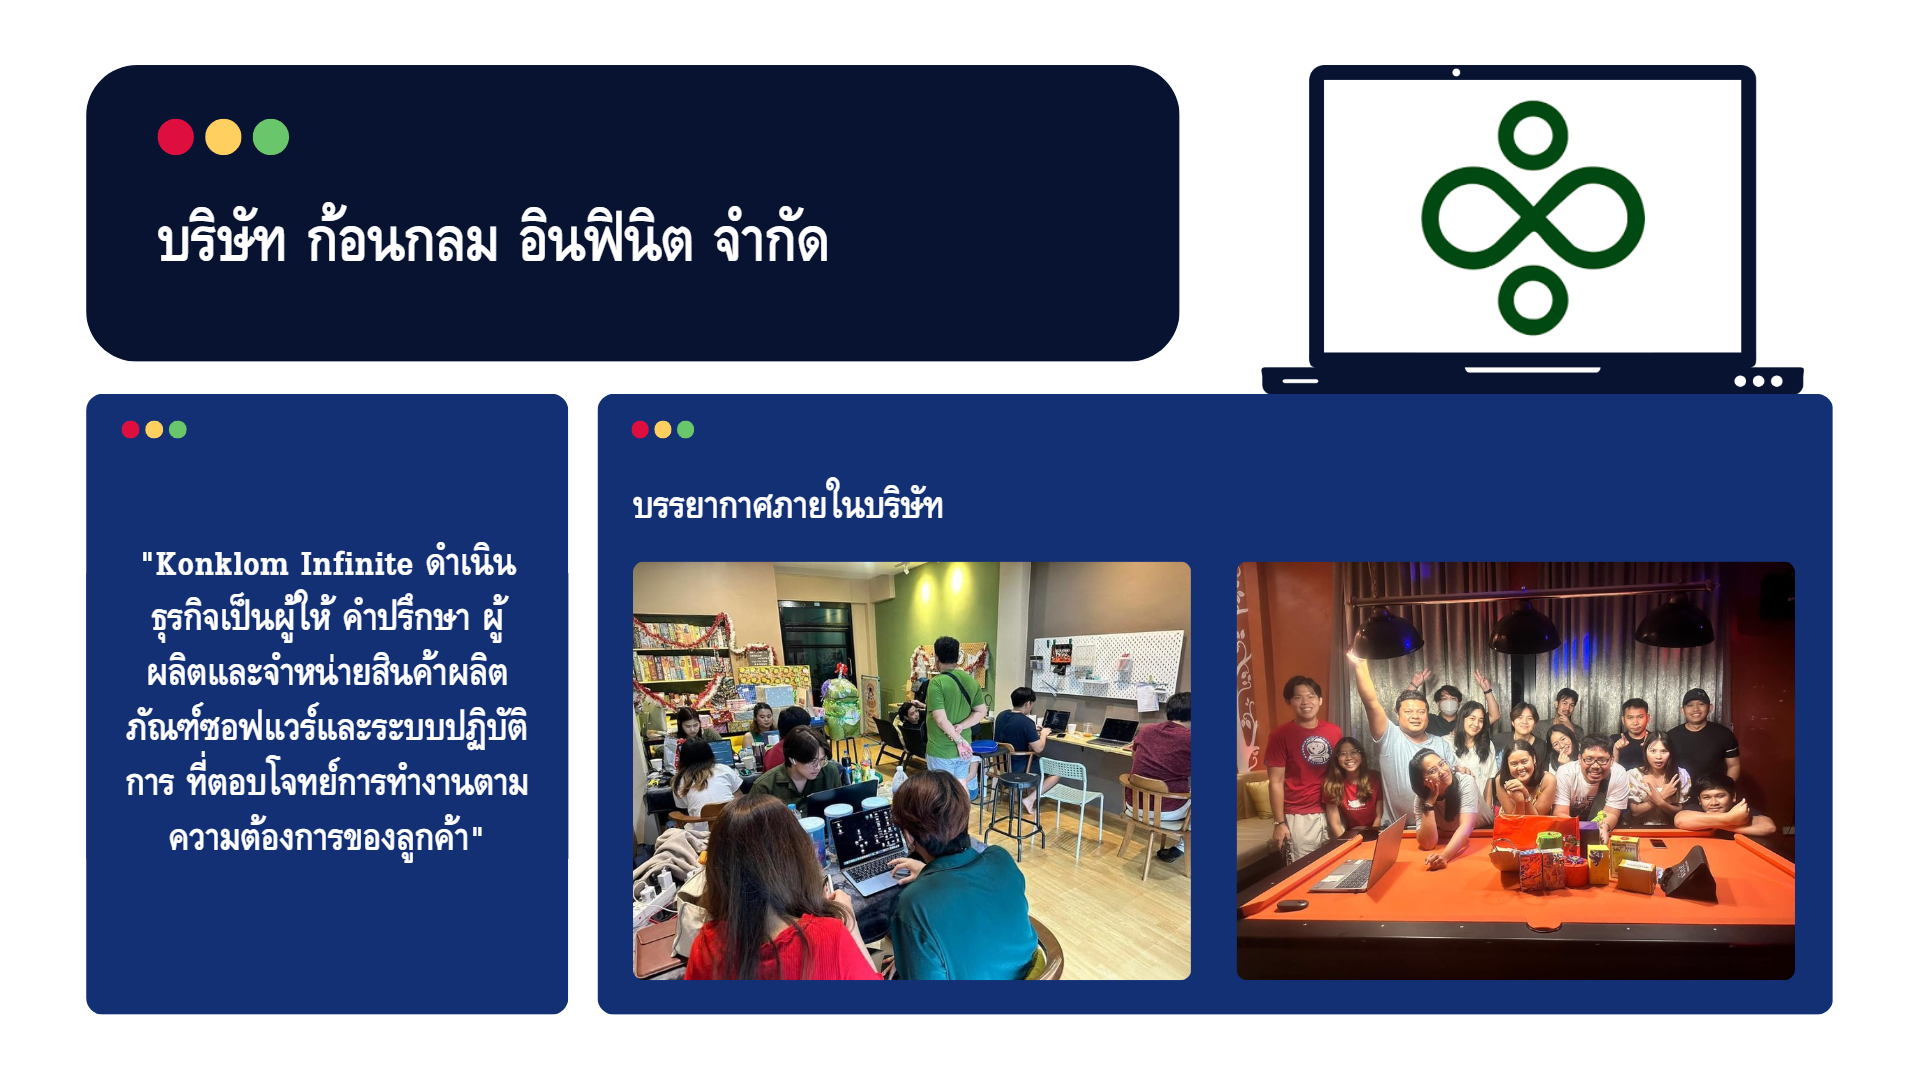 บริษัท ก้อนกลม อินฟินิต จำกัด
"Konklom Infinite ดำเนิน
ธุรกิจเป็นผู้ให้ คำปรึกษา ผู้
ผลิตและจำหน่ายสินค้าผลิต
ภัณฑ์ซอฟแวร์และระบบปฏิบัติ
การ ที่ตอบโจทย์การทำงานตาม
ความต้องการของลูกค้า"
บรรยากาศภายในบริษัท